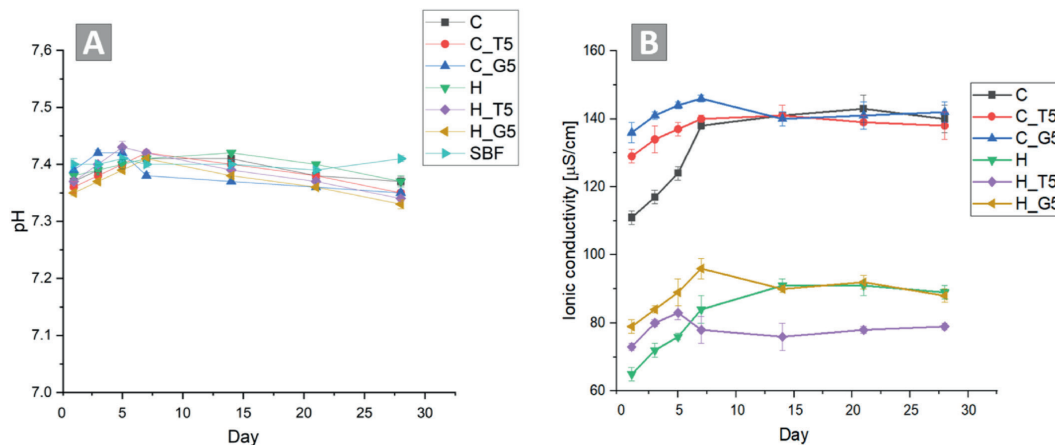 A
C
C_T5
C_G5
H
H_T5
H_G5
SBF
7,6
7.5
7.4
7.3
7.2
7.1
7.0
pH
0 5 10 15 20 25 30
Day
B
C
C_T5
C_G5
H
H_T5
H_G5
160
140
120
100
80
60
Ionic conductivity [µS/cm]
0 5 10 15 20 25 30
Day